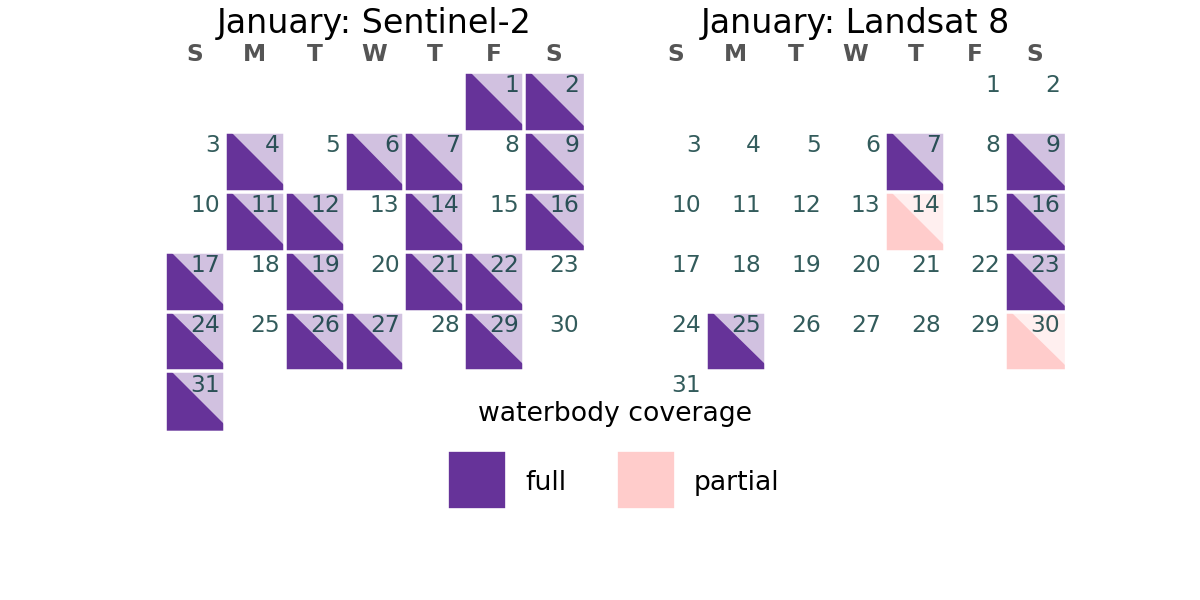 January: Sentinel-2
S M T W T F S
1 2
3 4 5 6 7 8 9
10 11 12 13 14 15 16
17 18 19 20 21 22 23
24 25 26 27 28 29 30
31
January: Landsat 8
S M T W T F S
1 2
3 4 5 6 7 8 9
10 11 12 13 14 15 16
17 18 19 20 21 22 23
24 25 26 27 28 29 30
31
waterbody coverage
full partial